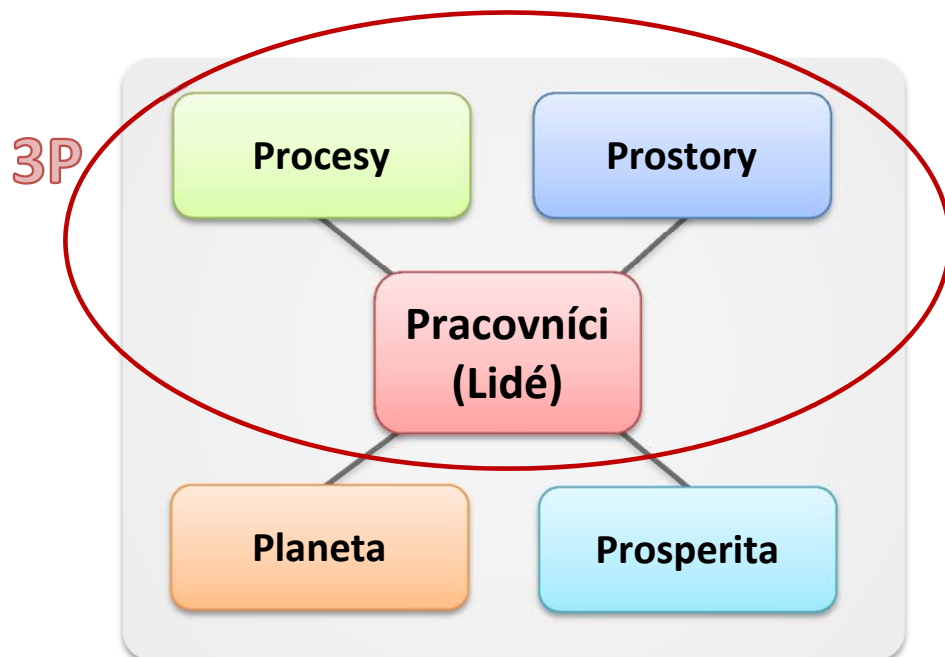 3P
Procesy
Prostory
Pracovníci
(Lidé)
Planeta
Prosperita